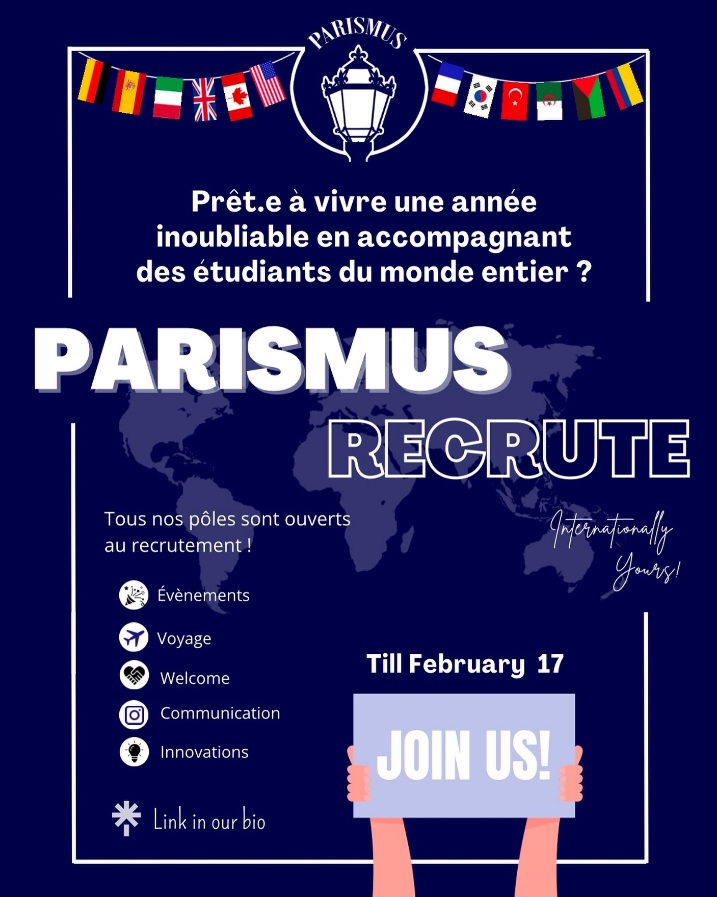 PARISMUS
Prêt.e à vivre une année
inoubliable en accompagnant
des étudiants du monde entier ?
PARISMUS
RECRUTE
Internationally
Yours!
Tous nos pôles sont ouverts
au recrutement !
Évènements
Voyage
Welcome
Communication
Innovations
Till February 17
JOIN US!
Link in our bio